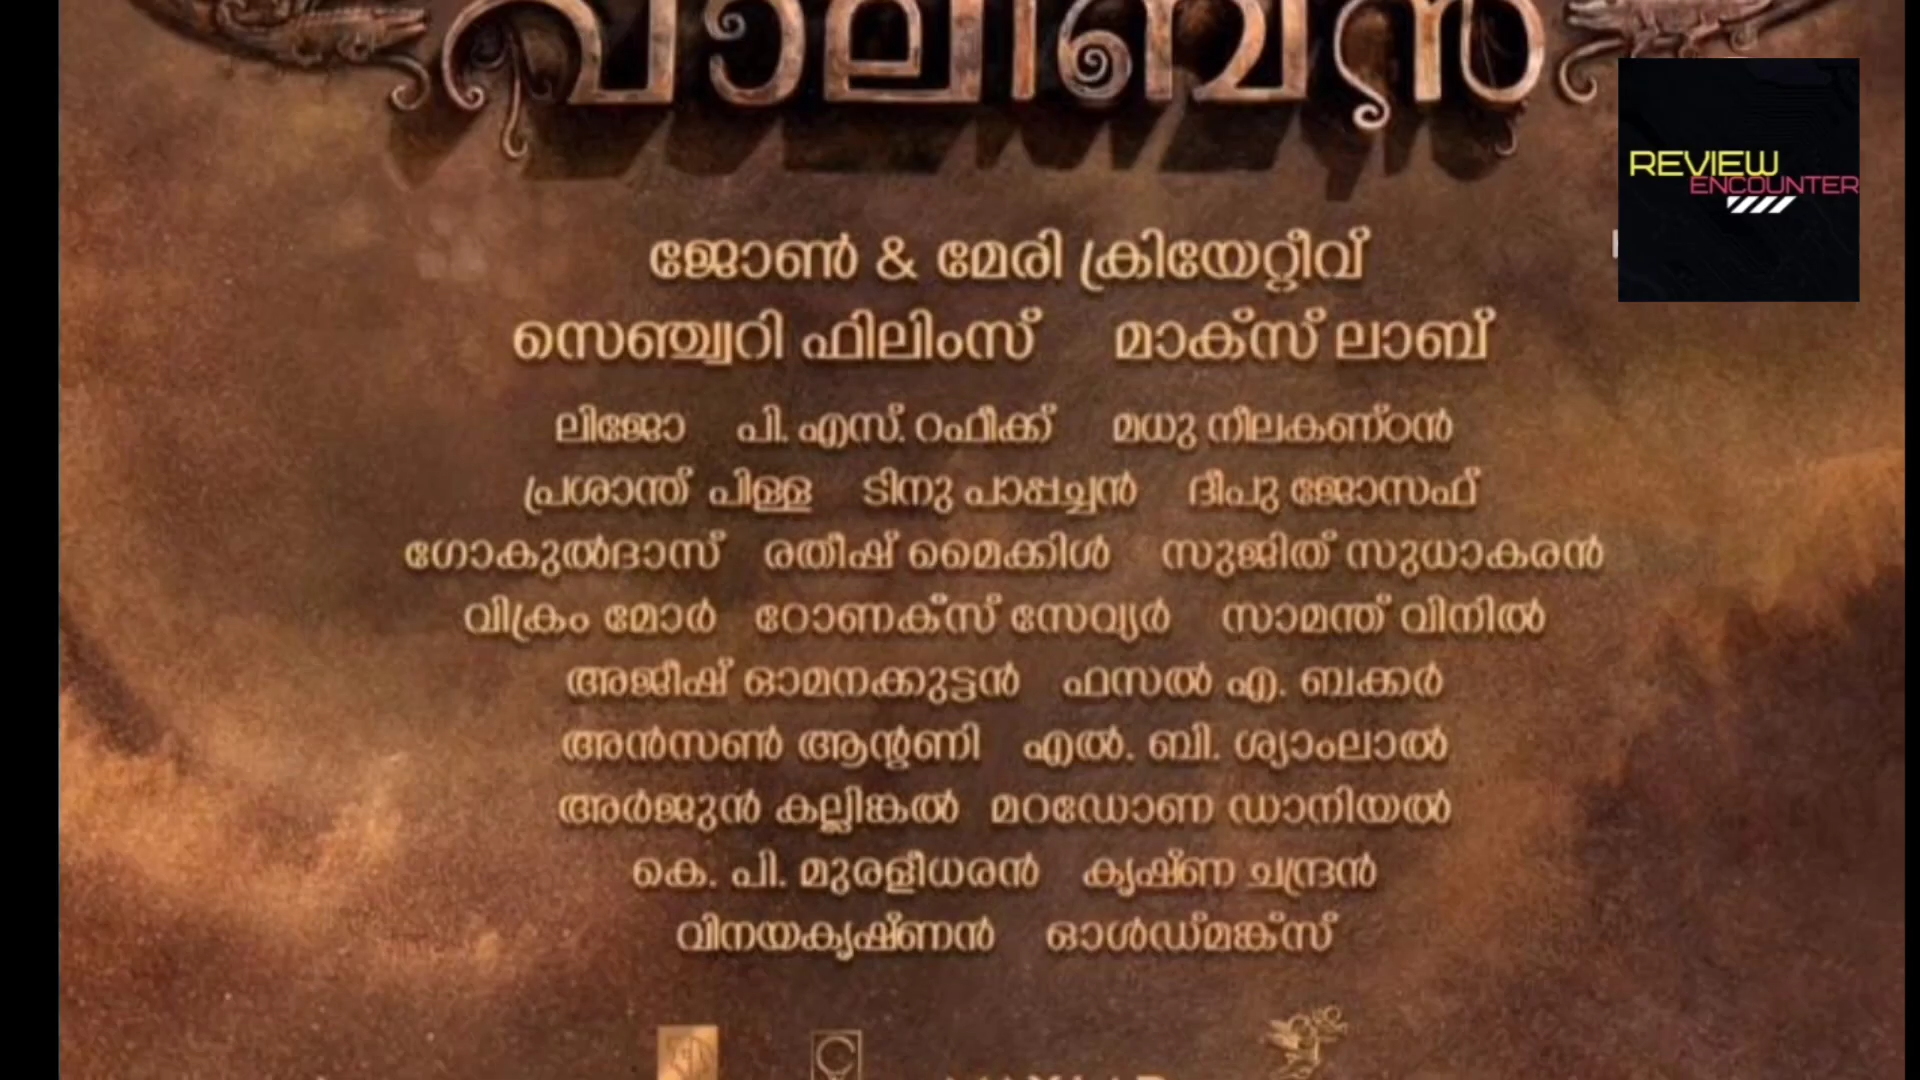 വാലിബൻ
REVIEW
ENCOUNTER
ജോൺ & മേരി ക്രിയേറ്റീവ്
സെഞ്ച്വറി ഫിലിംസ് മാക്സ് ലാബ്
ലിജോ പി. എസ്. റഫീക്ക് മധു നീലകണ്ഠൻ
പ്രശാന്ത് പിള്ള ടിനു പാപ്പച്ചൻ ദീപു ജോസഫ്
ഗോകുൽദാസ് രതീഷ് മൈക്കിൾ സുജിത് സുധാകരൻ
വിക്രം മോർ റോണക്സ് സേവ്യർ സാമന്ത് വിനിൽ
അജീഷ് ഓമനക്കുട്ടൻ ഫസൽ എ. ബക്കർ
അൻസൺ ആന്റണി എൽ. ബി. ശ്യാംലാൽ
അർജുൻ കല്ലിങ്കൽ മറഡോണ ഡാനിയൽ
കെ. പി. മുരളീധരൻ കൃഷ്ണ ചന്ദ്രൻ
വിനയകൃഷ്ണൻ ഓൾഡ്മങ്ക്സ്